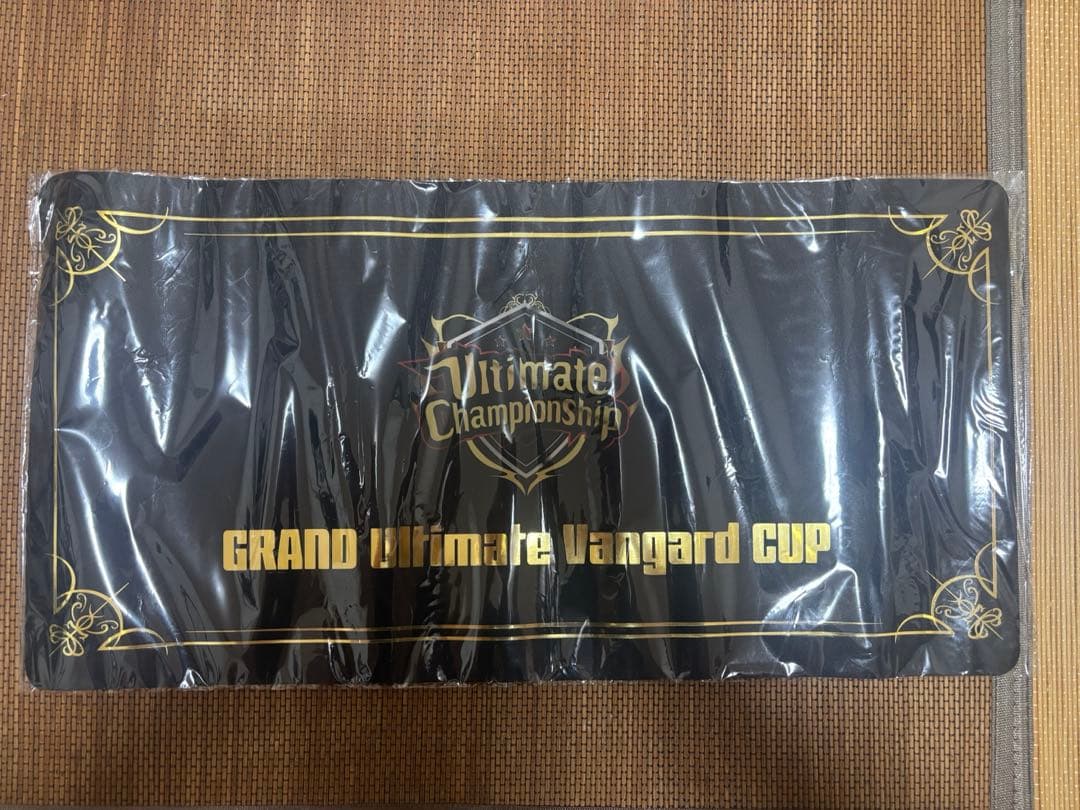 Ultimate
Championship
GRAND Ultimate Vangard CUP